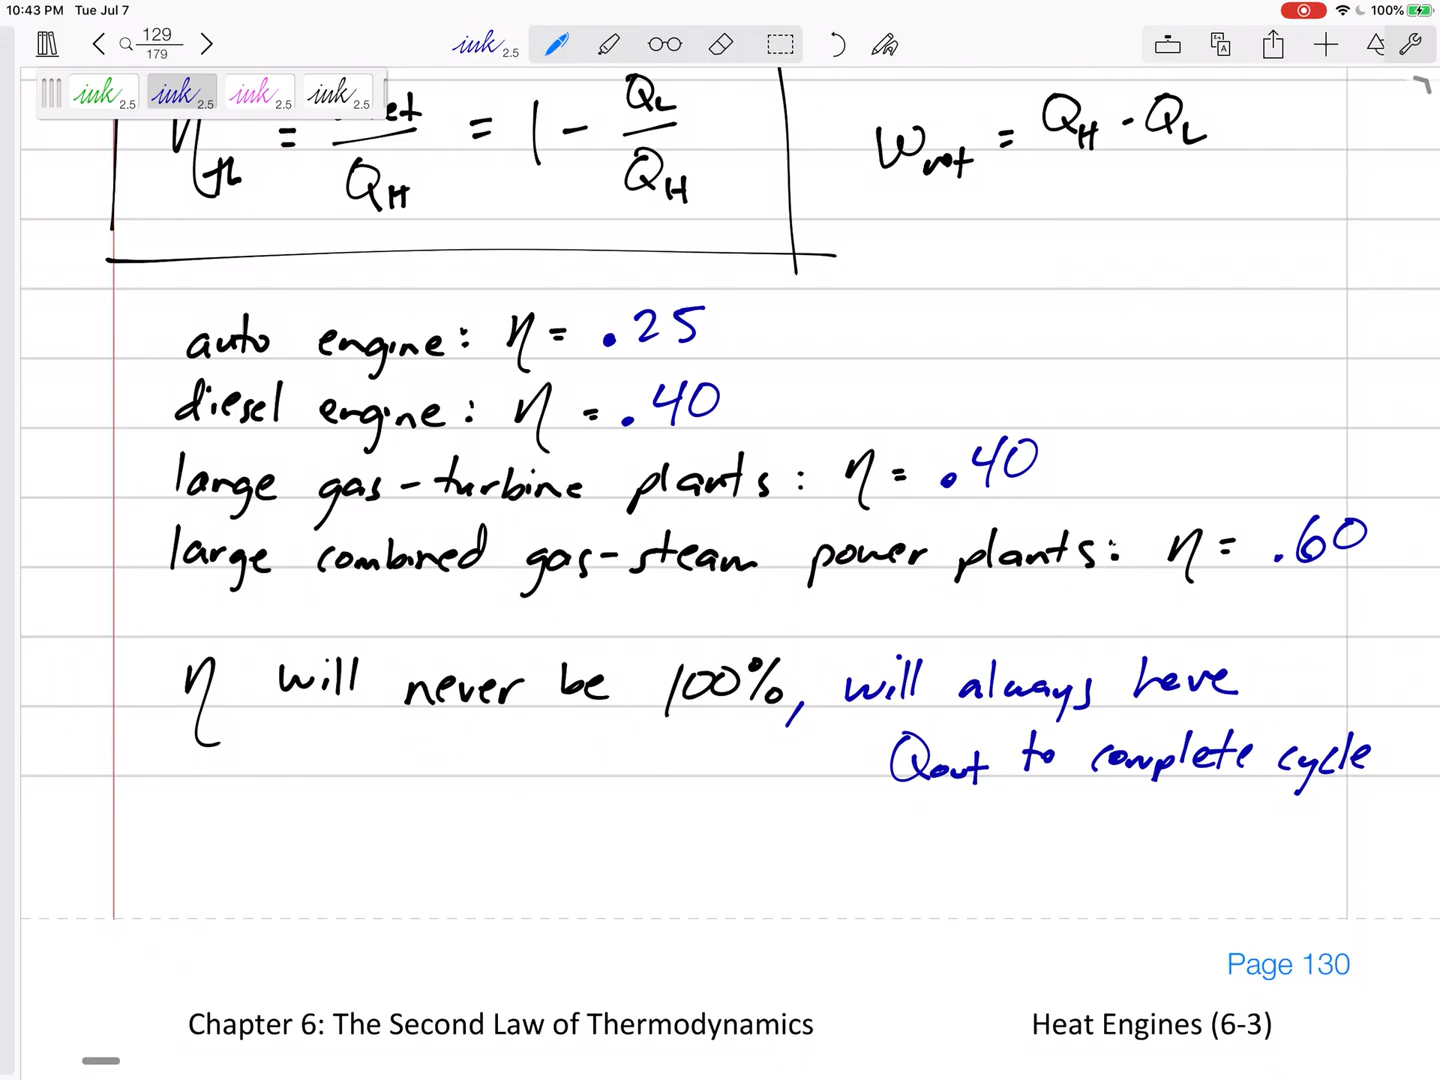 10:43 PM Tue Jul 7
100%
129
179
ink 2.5
ink 2.5 ink 2.5 ink 2.5 ink 2.5
η_th = / Q_H = 1 - Q_L / Q_H
W_net = Q_H - Q_L
auto engine: η = .25
diesel engine: η = .40
large gas-turbine plants: η = .40
large combined gas-steam power plants: η = .60
η will never be 100%, will always have
Qout to complete cycle
Page 130
Chapter 6: The Second Law of Thermodynamics Heat Engines (6-3)